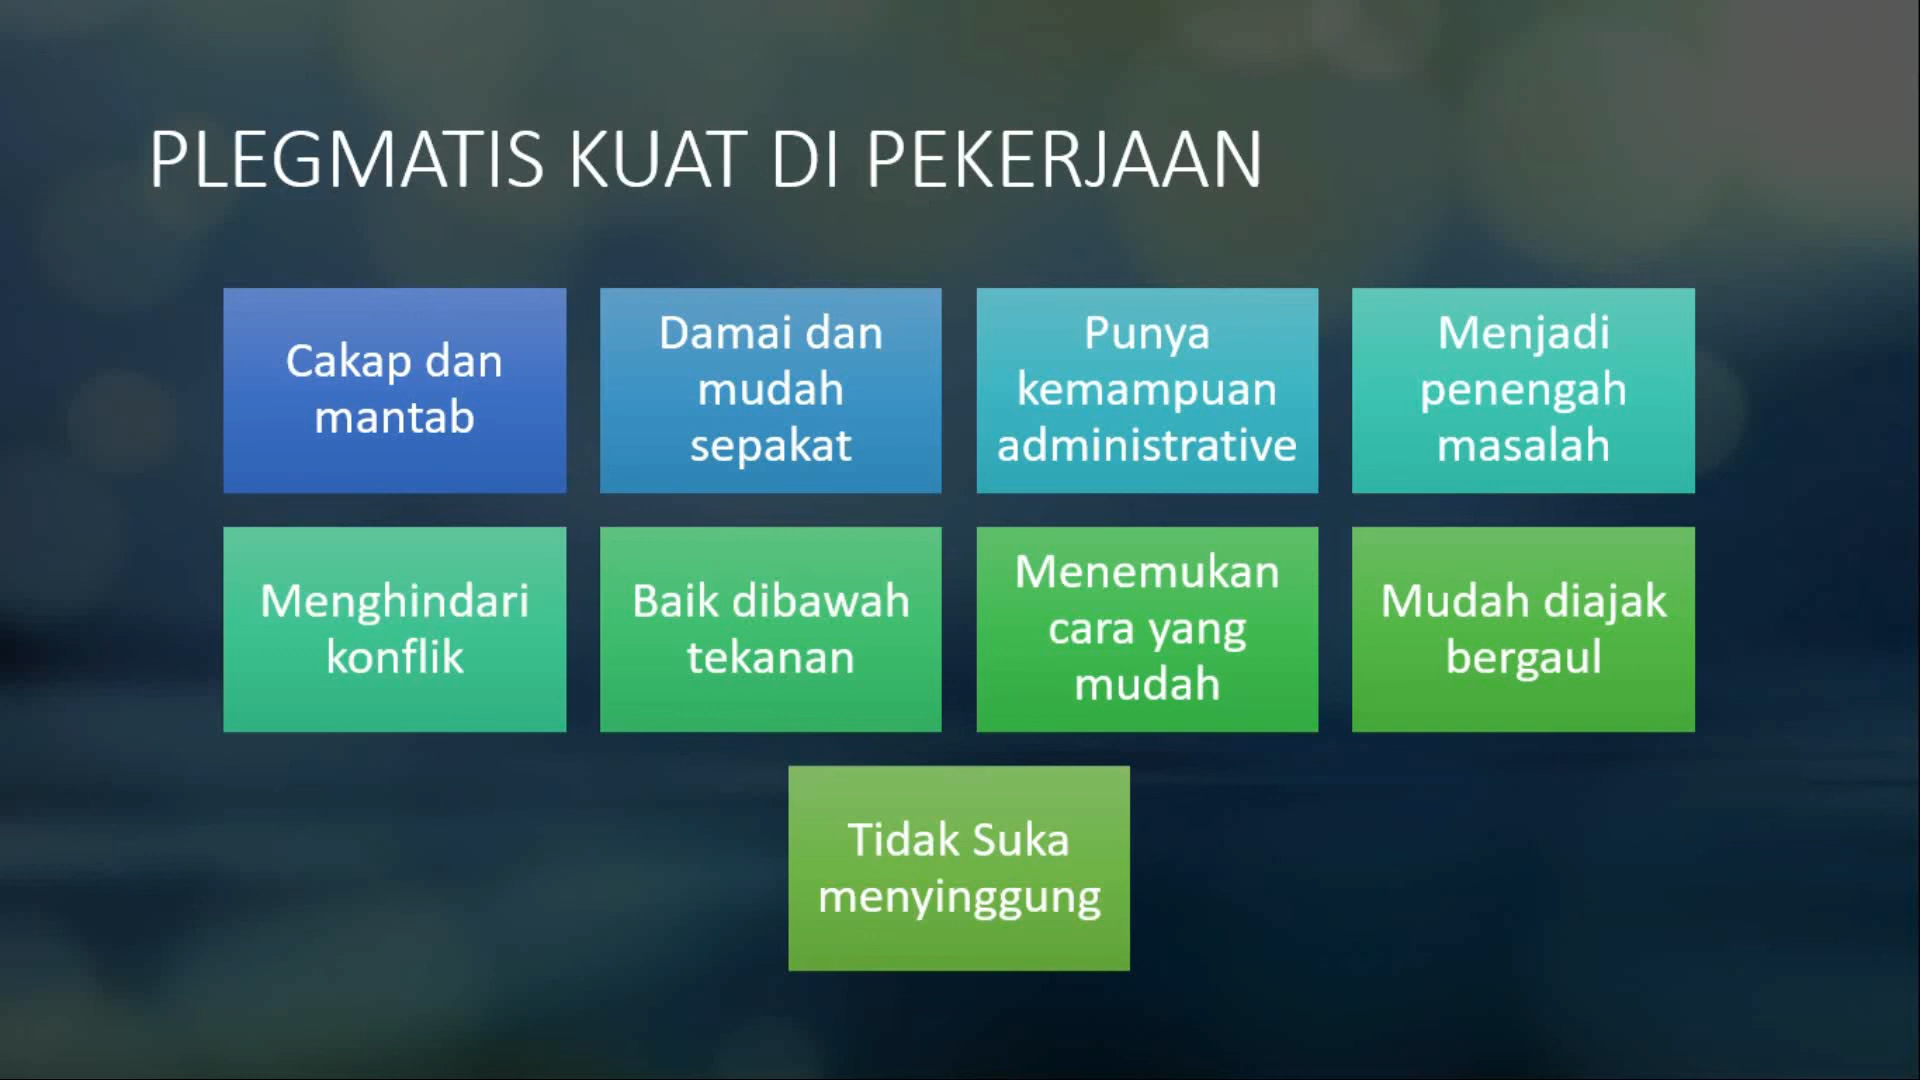 PLEGMATIS KUAT DI PEKERJAAN
Cakap dan
mantab
Damai dan
mudah
sepakat
Punya
kemampuan
administrative
Menjadi
penengah
masalah
Menghindari
konflik
Baik dibawah
tekanan
Menemukan
cara yang
mudah
Mudah diajak
bergaul
Tidak Suka
menyinggung